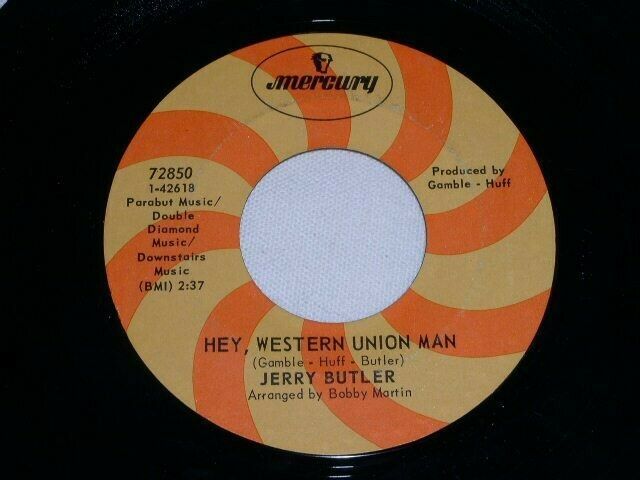 mercury
72850
1-42618
Parabut Music/
Double
Diamond
Music/
Downstairs
Music
(BMI) 2:37
Produced by
Gamble - Huff
HEY, WESTERN UNION MAN
(Gamble - Huff - Butler)
JERRY BUTLER
Arranged by Bobby Martin